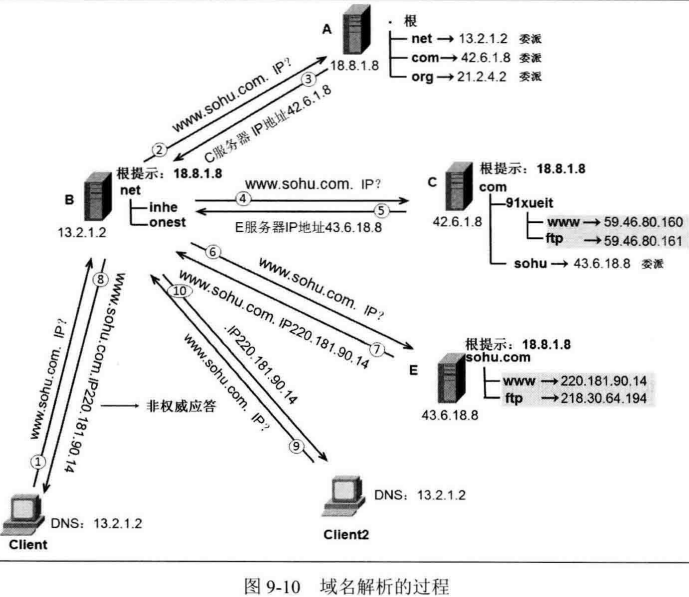 A
· 根
net → 13.2.1.2 委派
com → 42.6.1.8 委派
org → 21.2.4.2 委派
18.8.1.8
www.sohu.com. IP?
②
③
C服务器 IP地址42.6.1.8
根提示：18.8.1.8
B
net
inhe
onest
13.2.1.2
④
www.sohu.com. IP?
⑤
E服务器IP地址43.6.18.8
根提示：18.8.1.8
C
com
91xueit
42.6.1.8
www → 59.46.80.160
ftp → 59.46.80.161
sohu → 43.6.18.8 委派
⑥
www.sohu.com. IP?
www.sohu.com. IP220.181.90.14
⑦
⑧
www.sohu.com.IP220.181.90.14
①
www.sohu.com. IP?
非权威应答
⑩
.IP220.181.90.14
www.sohu.com. IP?
⑨
根提示：18.8.1.8
sohu.com
E
www → 220.181.90.14
ftp → 218.30.64.194
43.6.18.8
DNS：13.2.1.2
Client
DNS：13.2.1.2
Client2
图 9-10 域名解析的过程